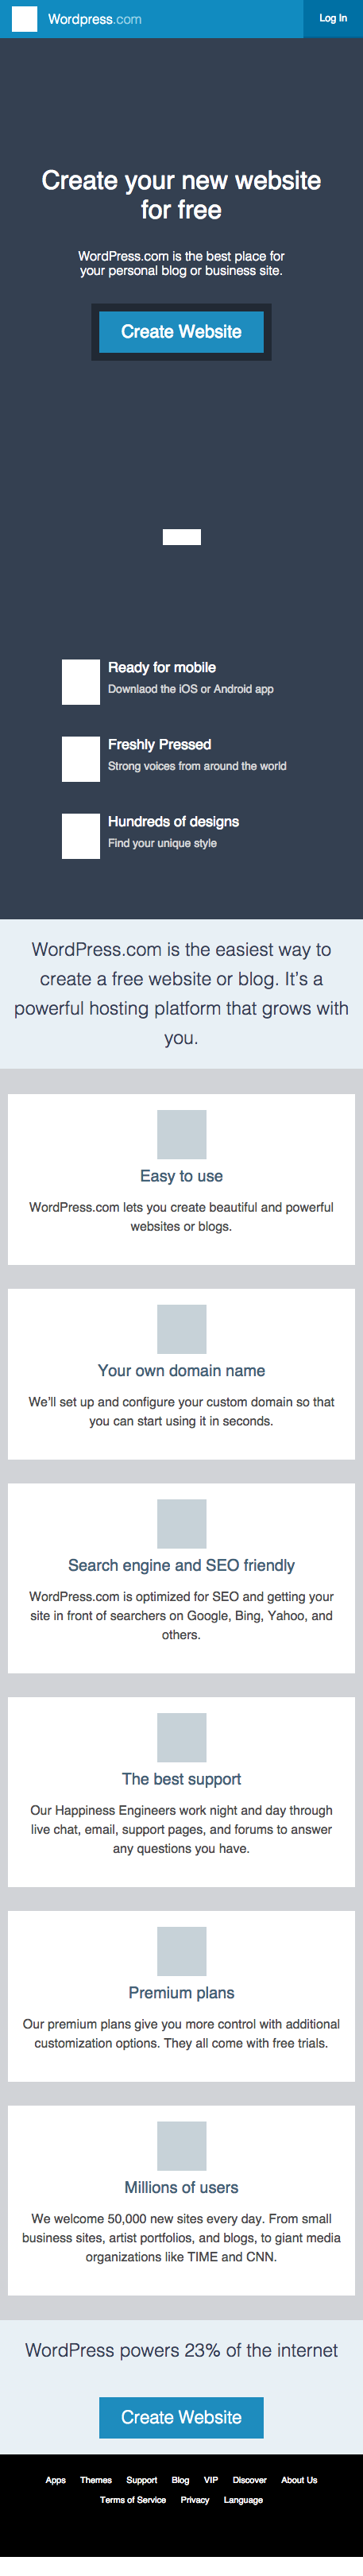 Wordpress.com
Log In
Create your new website
for free
WordPress.com is the best place for
your personal blog or business site.
Create Website
Ready for mobile
Downlaod the iOS or Android app
Freshly Pressed
Strong voices from around the world
Hundreds of designs
Find your unique style
WordPress.com is the easiest way to
create a free website or blog. It’s a
powerful hosting platform that grows with
you.
Easy to use
WordPress.com lets you create beautiful and powerful
websites or blogs.
Your own domain name
We’ll set up and configure your custom domain so that
you can start using it in seconds.
Search engine and SEO friendly
WordPress.com is optimized for SEO and getting your
site in front of searchers on Google, Bing, Yahoo, and
others.
The best support
Our Happiness Engineers work night and day through
live chat, email, support pages, and forums to answer
any questions you have.
Premium plans
Our premium plans give you more control with additional
customization options. They all come with free trials.
Millions of users
We welcome 50,000 new sites every day. From small
business sites, artist portfolios, and blogs, to giant media
organizations like TIME and CNN.
WordPress powers 23% of the internet
Create Website
Apps Themes Support Blog VIP Discover About Us
Terms of Service Privacy Language